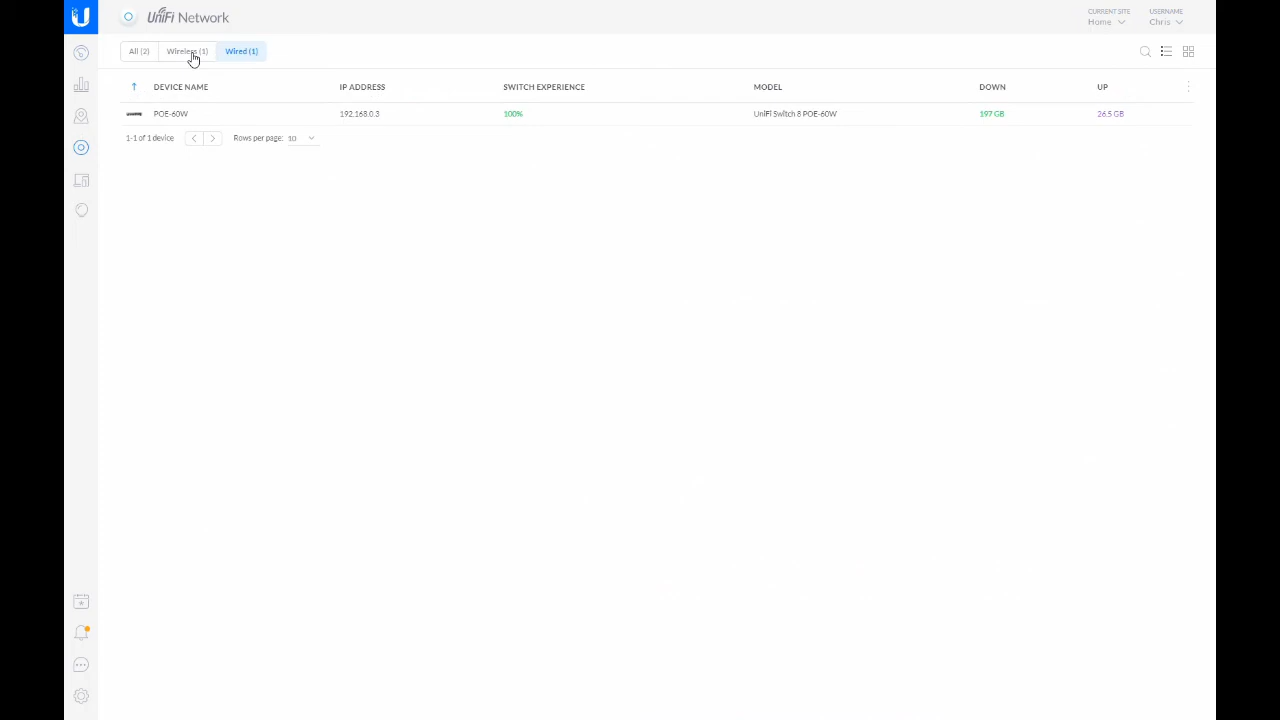 UniFi Network
CURRENT SITE
Home
USERNAME
Chris
All (2)
Wireless (1)
Wired (1)
DEVICE NAME IP ADDRESS SWITCH EXPERIENCE MODEL DOWN UP
POE-60W 192.168.0.3 100% UniFi Switch 8 POE-60W 197 GB 26.5 GB
1-1 of 1 device
Rows per page: 10